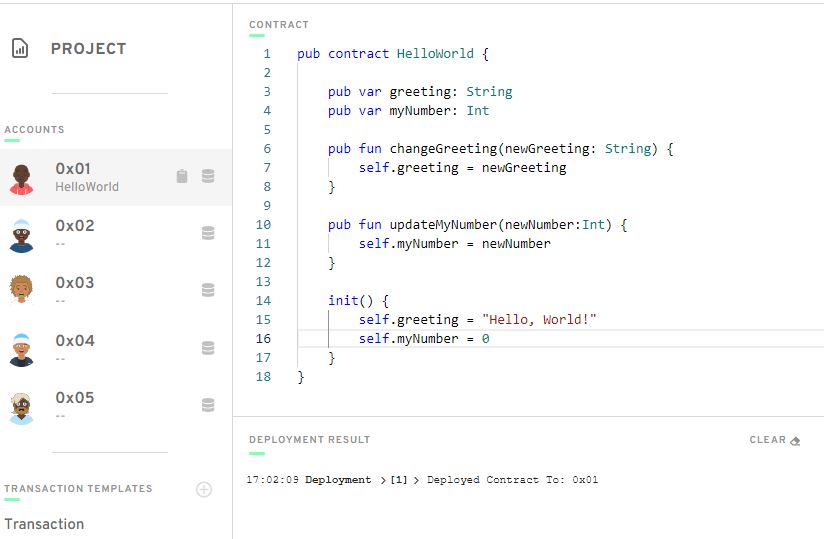 PROJECT
ACCOUNTS
0x01
HelloWorld
0x02
--
0x03
--
0x04
--
0x05
--
TRANSACTION TEMPLATES
Transaction
CONTRACT
1 pub contract HelloWorld {
2
3 pub var greeting: String
4 pub var myNumber: Int
5
6 pub fun changeGreeting(newGreeting: String) {
7 self.greeting = newGreeting
8 }
9
10 pub fun updateMyNumber(newNumber:Int) {
11 self.myNumber = newNumber
12 }
13
14 init() {
15 self.greeting = "Hello, World!"
16 self.myNumber = 0
17 }
18 }
DEPLOYMENT RESULT CLEAR
17:02:09 Deployment > [1] > Deployed Contract To: 0x01